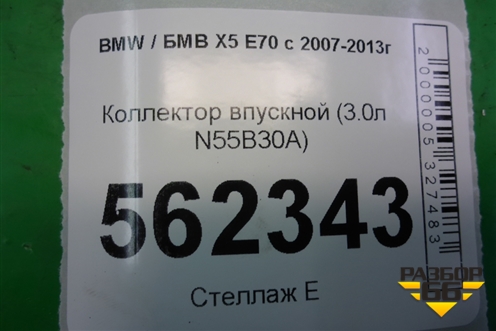 BMW / БМВ X5 E70 с 2007-2013г
Коллектор впускной (3.0л
N55B30A)
562343
Стеллаж Е
2000005327483
РАЗБОР
66